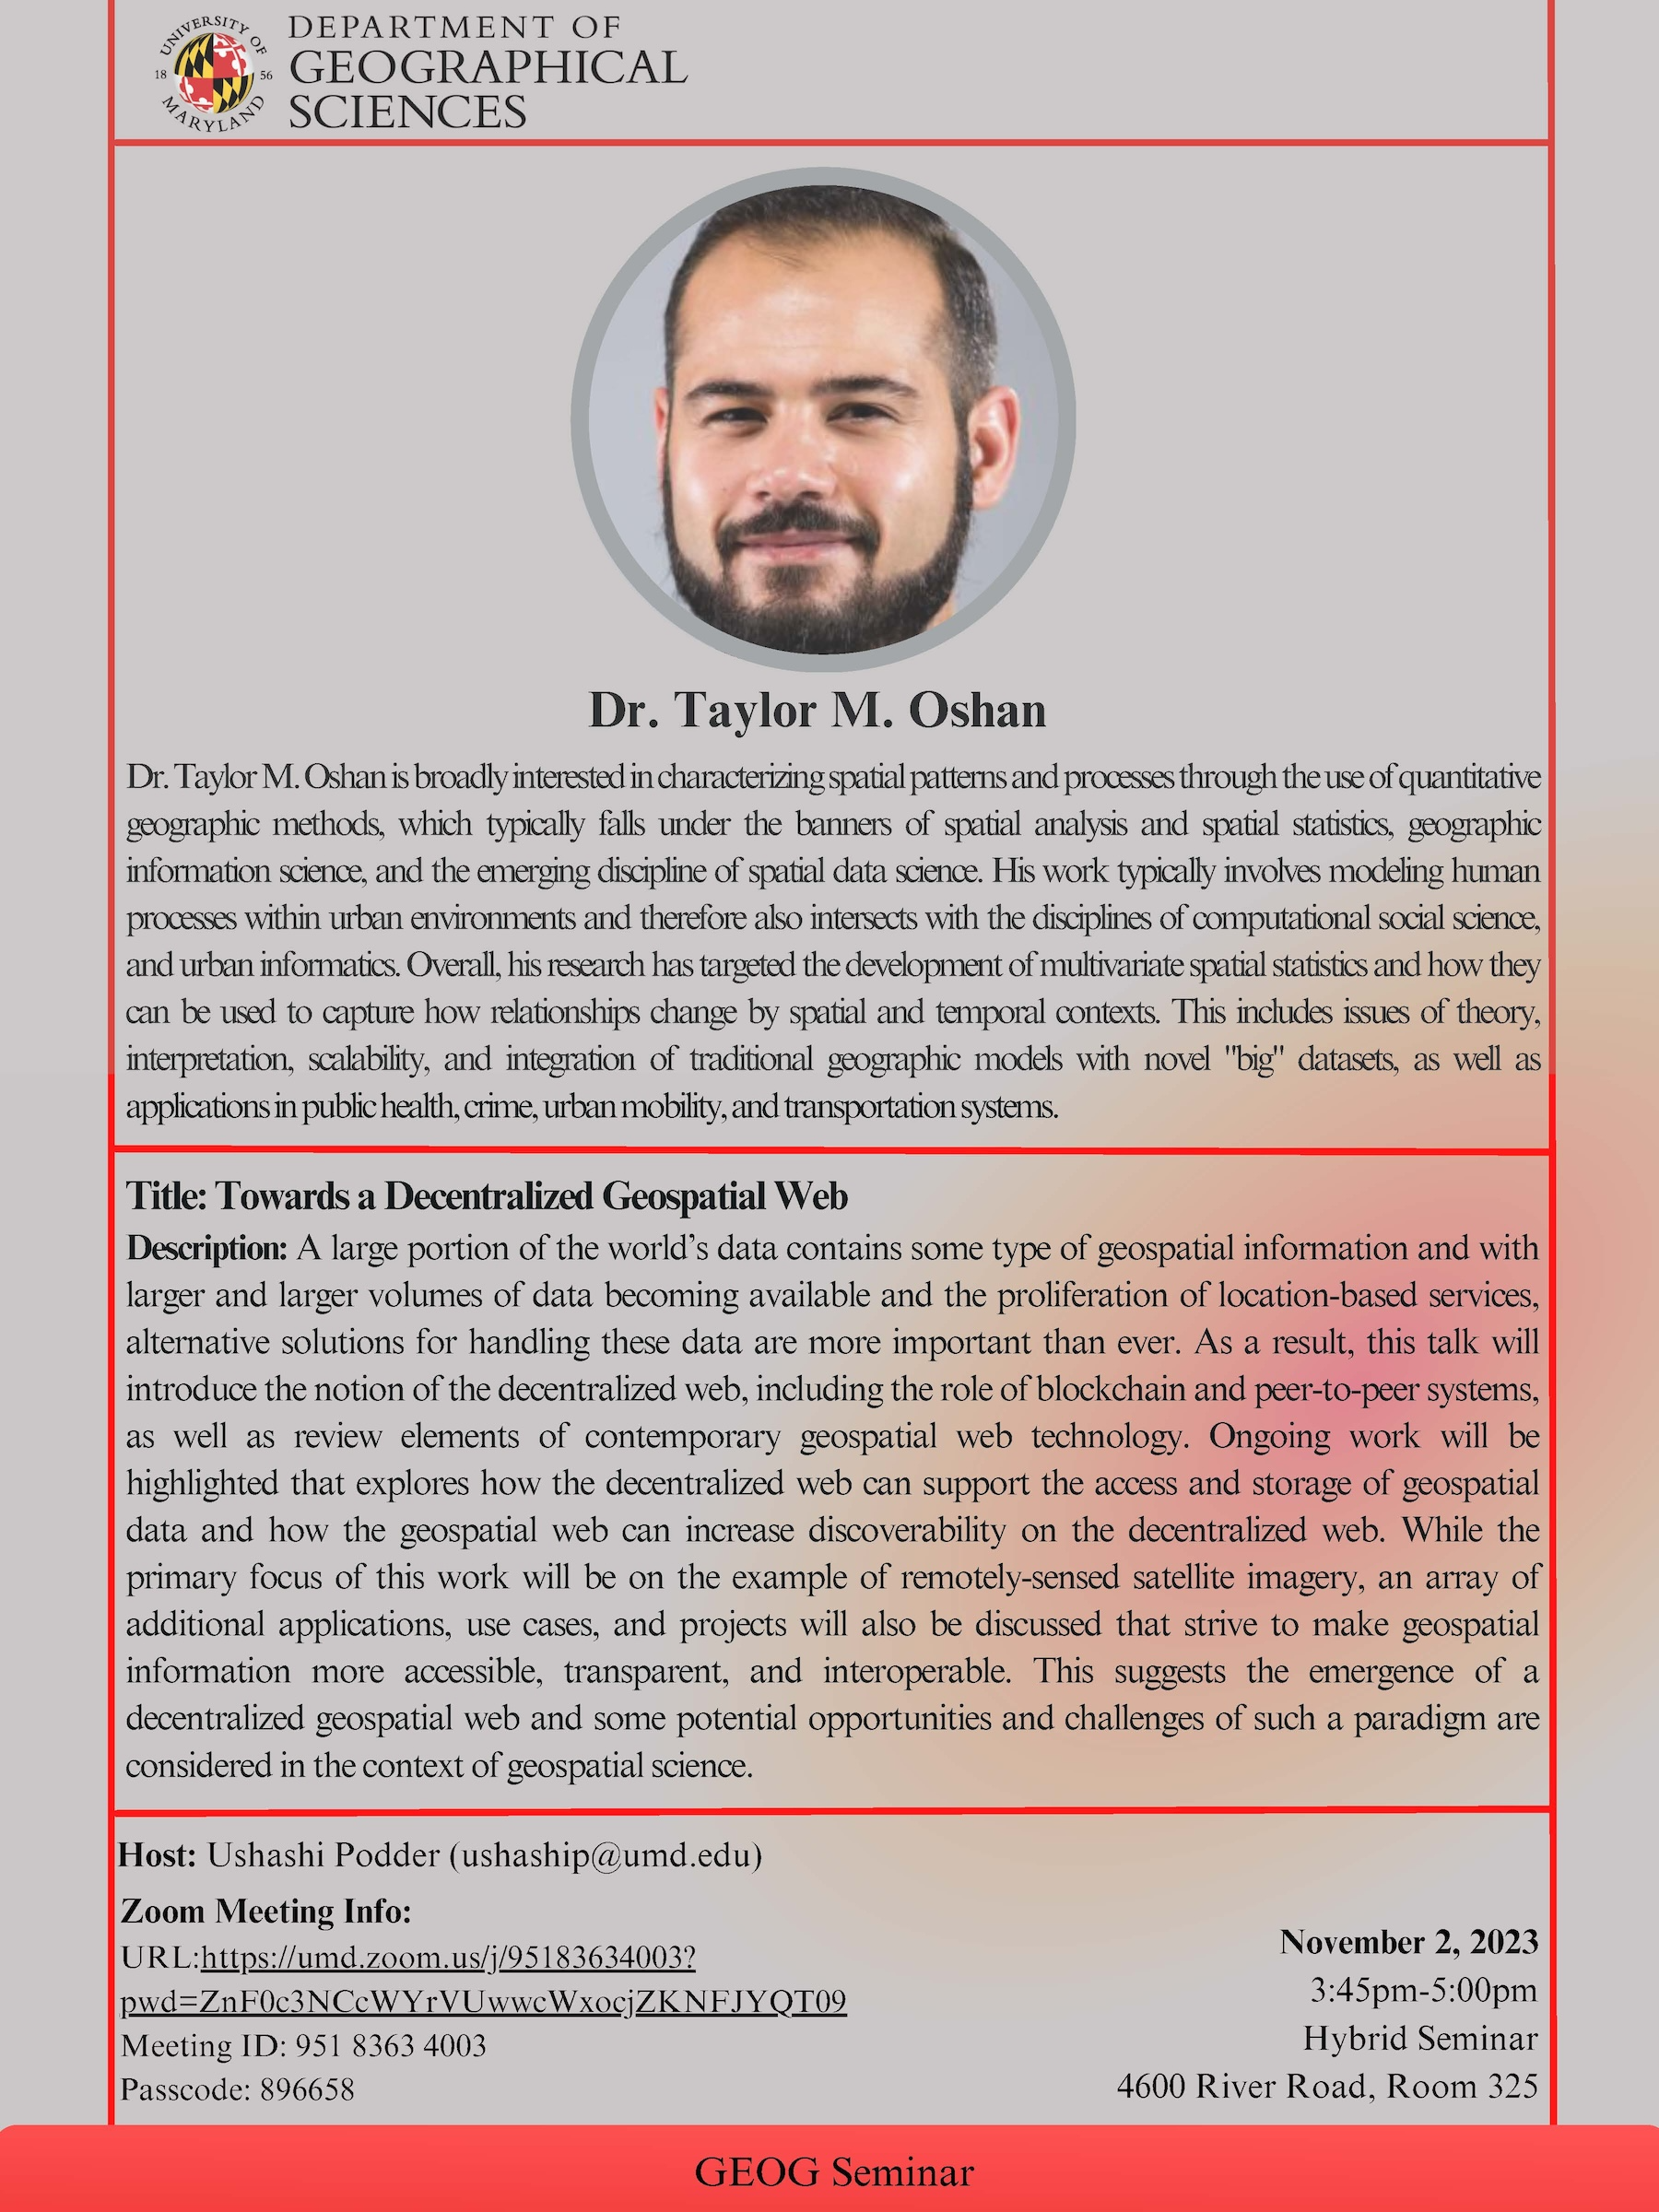 UNIVERSITY OF
18 56
MARYLAND
DEPARTMENT OF
GEOGRAPHICAL
SCIENCES
Dr. Taylor M. Oshan
Dr. Taylor M. Oshan is broadly interested in characterizing spatial patterns and processes through the use of quantitative
geographic methods, which typically falls under the banners of spatial analysis and spatial statistics, geographic
information science, and the emerging discipline of spatial data science. His work typically involves modeling human
processes within urban environments and therefore also intersects with the disciplines of computational social science,
and urban informatics. Overall, his research has targeted the development of multivariate spatial statistics and how they
can be used to capture how relationships change by spatial and temporal contexts. This includes issues of theory,
interpretation, scalability, and integration of traditional geographic models with novel "big" datasets, as well as
applications in public health, crime, urban mobility, and transportation systems.
Title: Towards a Decentralized Geospatial Web
Description: A large portion of the world’s data contains some type of geospatial information and with
larger and larger volumes of data becoming available and the proliferation of location-based services,
alternative solutions for handling these data are more important than ever. As a result, this talk will
introduce the notion of the decentralized web, including the role of blockchain and peer-to-peer systems,
as well as review elements of contemporary geospatial web technology. Ongoing work will be
highlighted that explores how the decentralized web can support the access and storage of geospatial
data and how the geospatial web can increase discoverability on the decentralized web. While the
primary focus of this work will be on the example of remotely-sensed satellite imagery, an array of
additional applications, use cases, and projects will also be discussed that strive to make geospatial
information more accessible, transparent, and interoperable. This suggests the emergence of a
decentralized geospatial web and some potential opportunities and challenges of such a paradigm are
considered in the context of geospatial science.
Host: Ushashi Podder (ushaship@umd.edu)
Zoom Meeting Info:
URL:https://umd.zoom.us/j/95183634003?
pwd=ZnF0c3NCcWYrVUwwcWxocjZKNFJYQT09
Meeting ID: 951 8363 4003
Passcode: 896658
November 2, 2023
3:45pm-5:00pm
Hybrid Seminar
4600 River Road, Room 325
GEOG Seminar